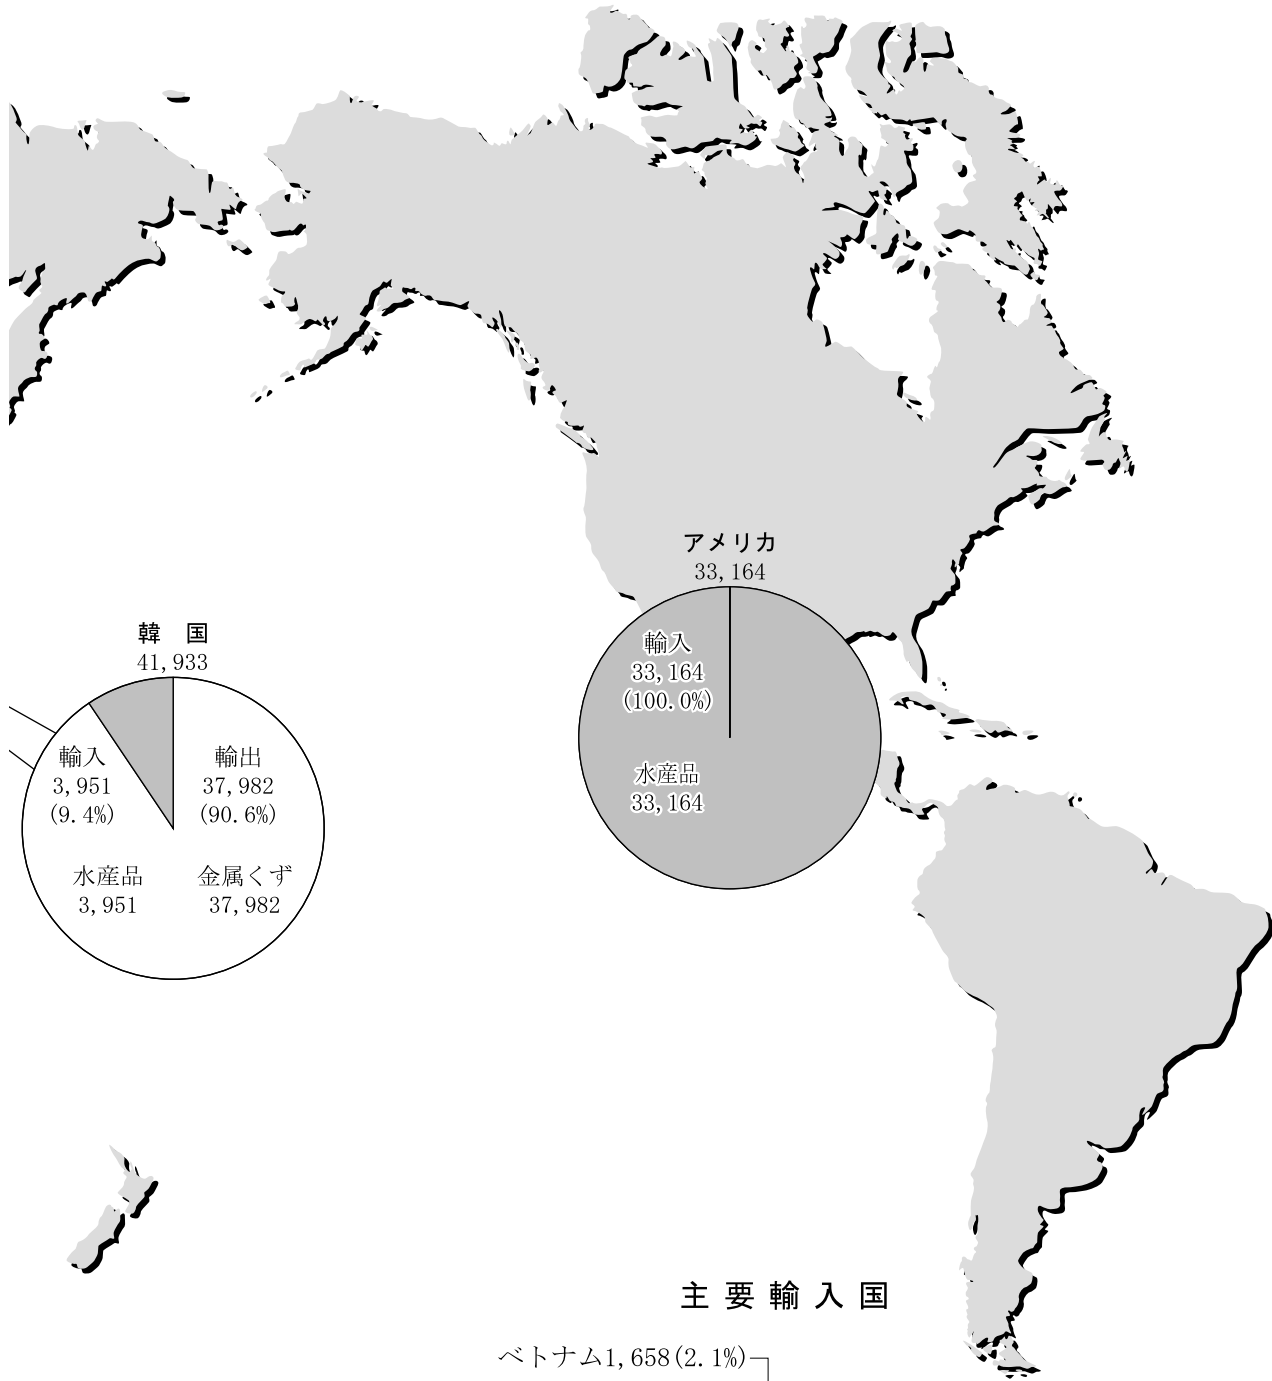 アメリカ
33,164
輸入
33,164
(100.0%)
水産品
33,164
韓　国
41,933
輸入
3,951
(9.4%)
水産品
3,951
輸出
37,982
(90.6%)
金属くず
37,982
主要輸入国
ベトナム1,658(2.1%)